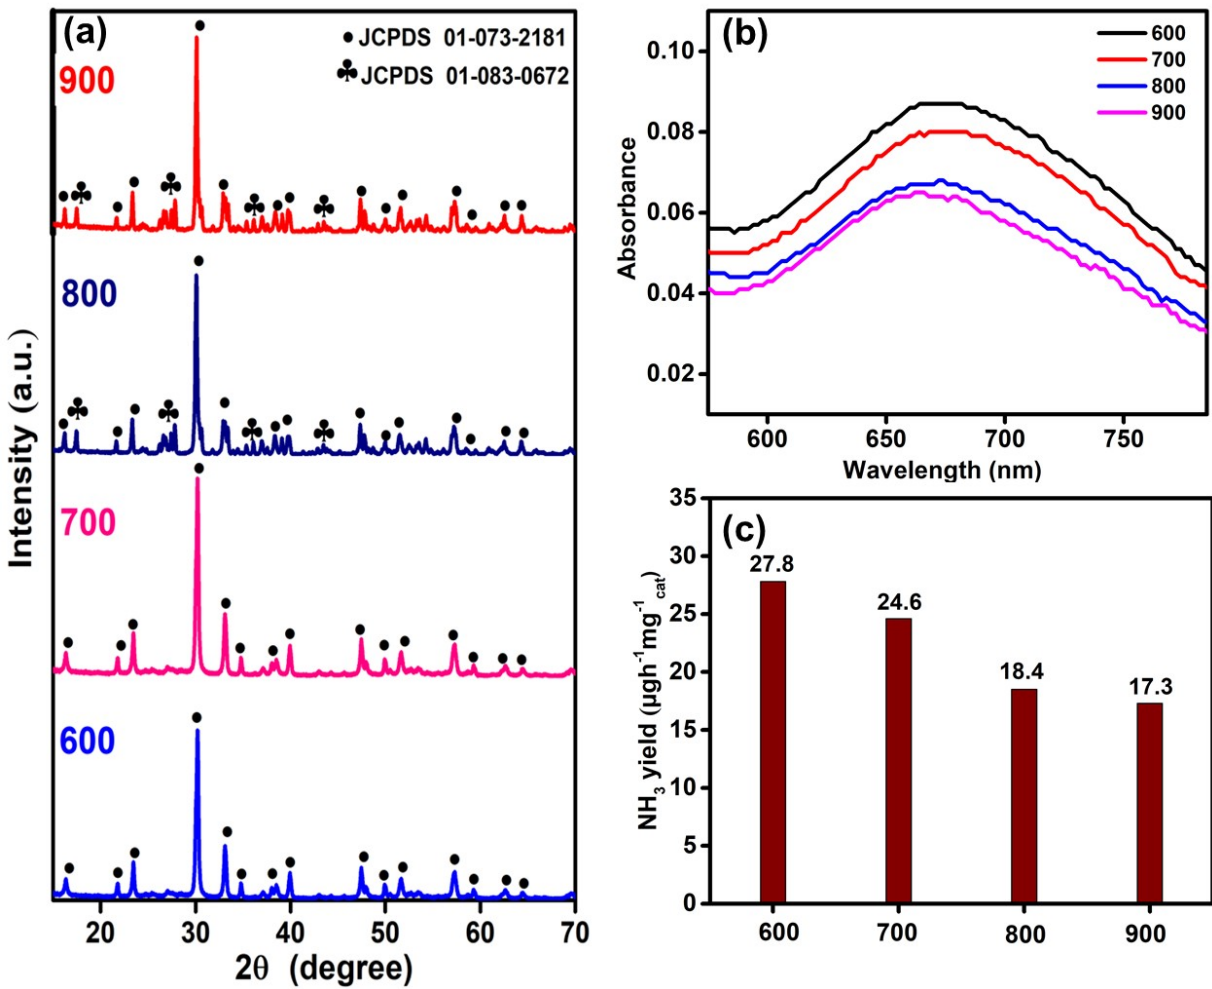 (a)
• JCPDS 01-073-2181
♣ JCPDS 01-083-0672
900
800
700
600
Intensity (a.u.)
20 30 40 50 60 70
2θ (degree)
(b)
600
700
800
900
0.10
0.08
0.06
0.04
0.02
Absorbance
600 650 700 750
Wavelength (nm)
(c)
35
30
25
20
15
10
5
0
NH₃ yield (µgh⁻¹mg⁻¹cat)
27.8
24.6
18.4
17.3
600 700 800 900